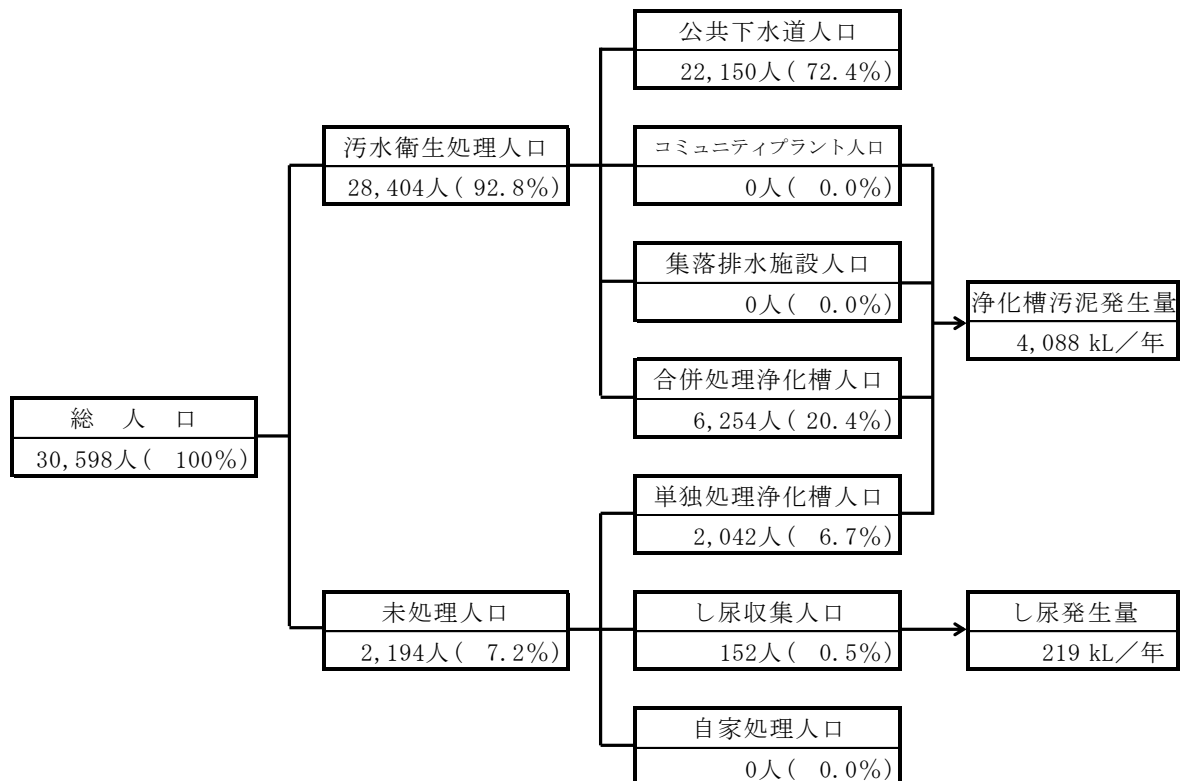 公共下水道人口
22,150人( 72.4%)
汚水衛生処理人口
28,404人( 92.8%)
コミュニティプラント人口
0人( 0.0%)
集落排水施設人口
0人( 0.0%)
浄化槽汚泥発生量
4,088 kL/年
合併処理浄化槽人口
6,254人( 20.4%)
総 人 口
30,598人( 100%)
単独処理浄化槽人口
2,042人( 6.7%)
未処理人口
2,194人( 7.2%)
し尿収集人口
152人( 0.5%)
し尿発生量
219 kL/年
自家処理人口
0人( 0.0%)